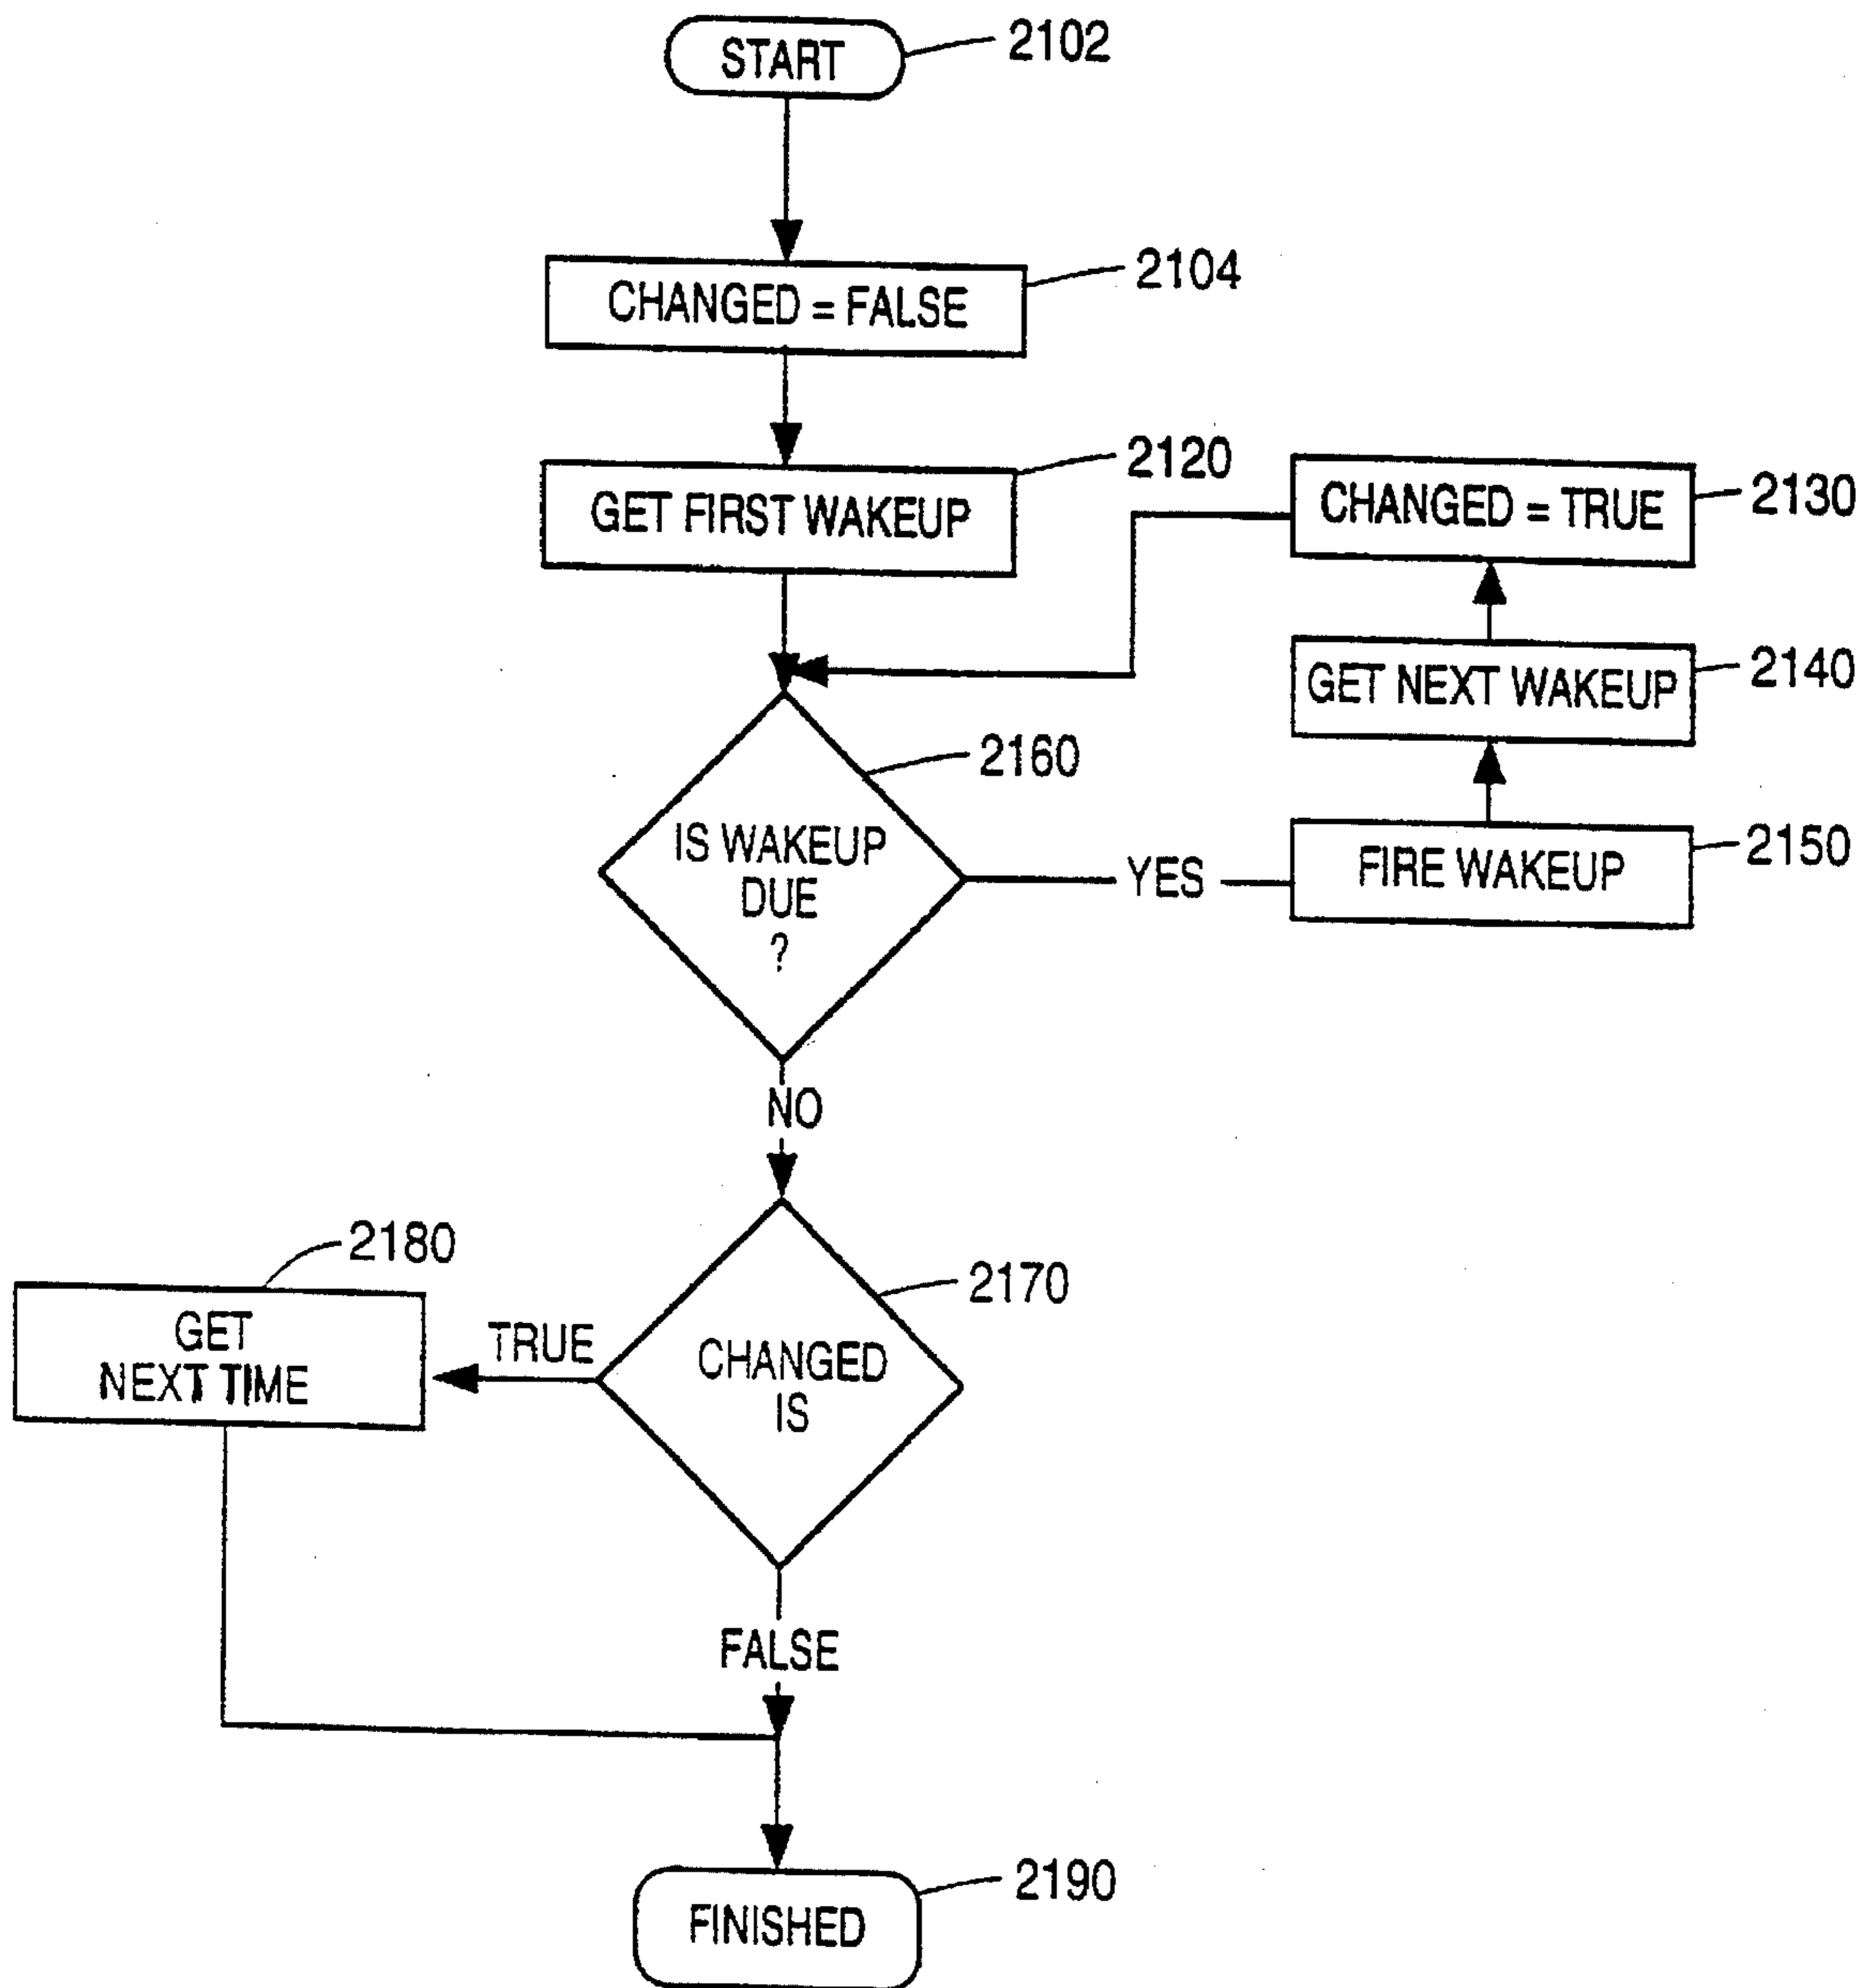 START
2102
CHANGED = FALSE
2104
GET FIRST WAKEUP
2120
CHANGED = TRUE
2130
GET NEXT WAKEUP
2140
IS WAKEUP
DUE
?
2160
YES
FIRE WAKEUP
2150
NO
GET
NEXT TIME
2180
TRUE
CHANGED
IS
2170
FALSE
FINISHED
2190